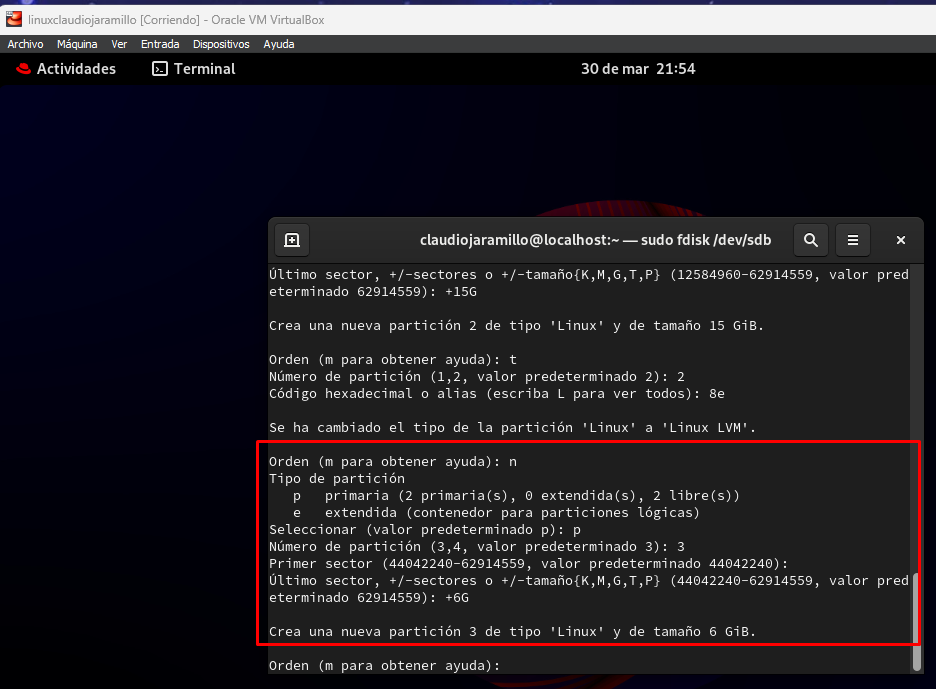 linuxclaudiojaramillo [Corriendo] - Oracle VM VirtualBox
Archivo Máquina Ver Entrada Dispositivos Ayuda
Actividades Terminal 30 de mar 21:54
claudiojaramillo@localhost:~ — sudo fdisk /dev/sdb
Último sector, +/-sectores o +/-tamaño{K,M,G,T,P} (12584960-62914559, valor pred
eterminado 62914559): +15G
Crea una nueva partición 2 de tipo 'Linux' y de tamaño 15 GiB.
Orden (m para obtener ayuda): t
Número de partición (1,2, valor predeterminado 2): 2
Código hexadecimal o alias (escriba L para ver todos): 8e
Se ha cambiado el tipo de la partición 'Linux' a 'Linux LVM'.
Orden (m para obtener ayuda): n
Tipo de partición
p primaria (2 primaria(s), 0 extendida(s), 2 libre(s))
e extendida (contenedor para particiones lógicas)
Seleccionar (valor predeterminado p): p
Número de partición (3,4, valor predeterminado 3): 3
Primer sector (44042240-62914559, valor predeterminado 44042240):
Último sector, +/-sectores o +/-tamaño{K,M,G,T,P} (44042240-62914559, valor pred
eterminado 62914559): +6G
Crea una nueva partición 3 de tipo 'Linux' y de tamaño 6 GiB.
Orden (m para obtener ayuda):